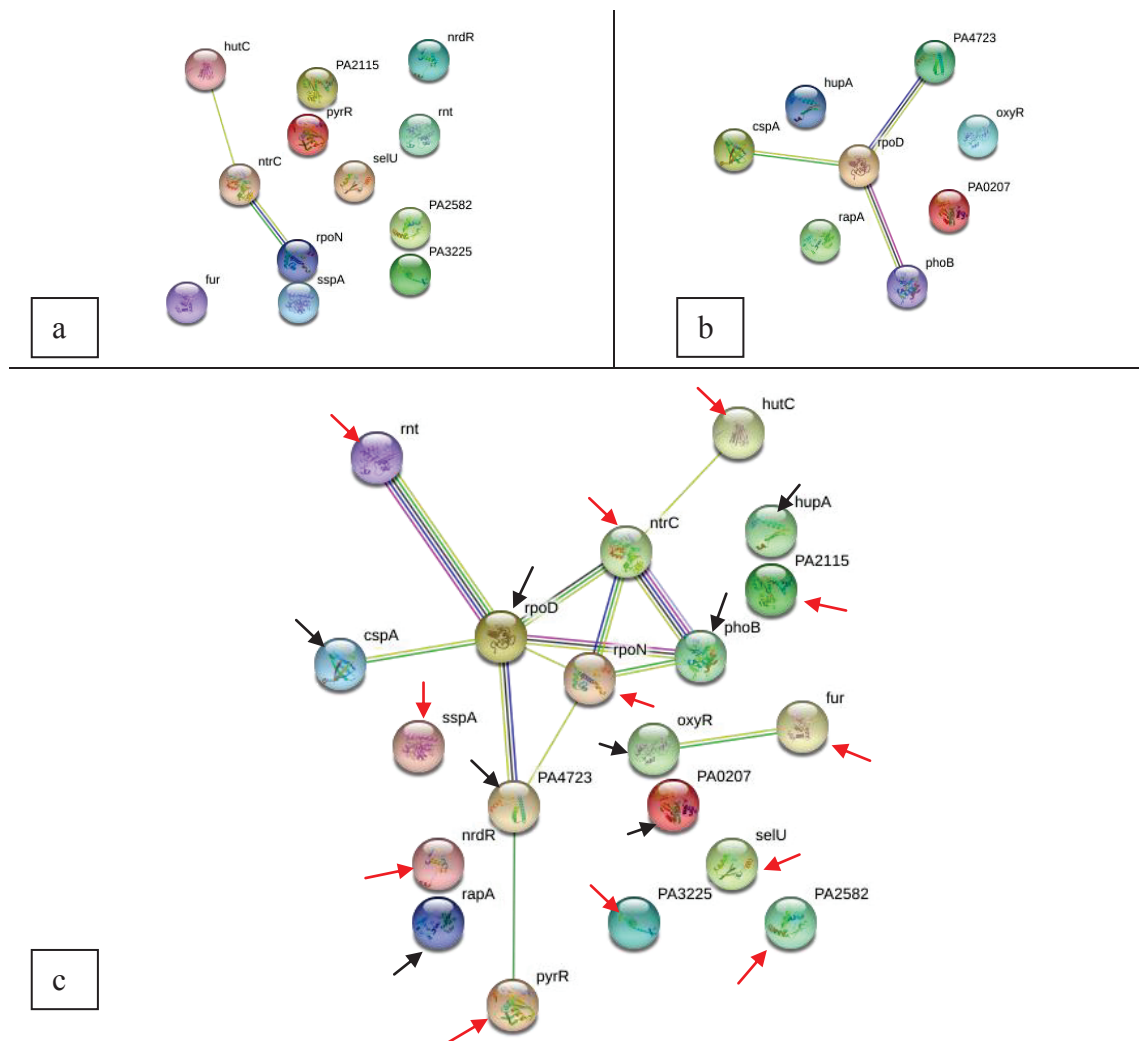 hutC
nrdR
PA2115
pyrR
rnt
ntrC
selU
PA2582
rpoN
PA3225
fur
sspA
a
PA4723
hupA
cspA
oxyR
rpoD
PA0207
rapA
phoB
b
rnt
hutC
hupA
ntrC
PA2115
rpoD
phoB
cspA
rpoN
fur
sspA
oxyR
PA4723
PA0207
nrdR
selU
rapA
PA3225
PA2582
c
pyrR